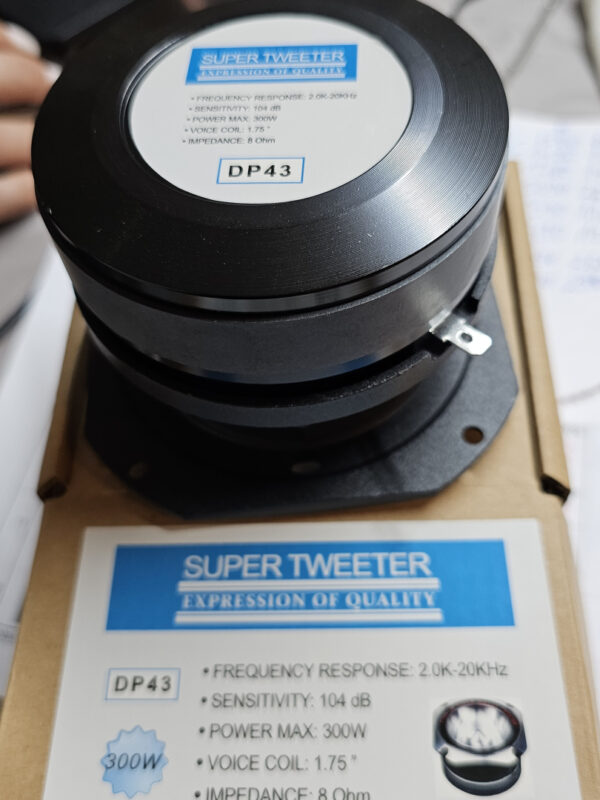 SUPER TWEETER
EXPRESSION OF QUALITY
• FREQUENCY RESPONSE: 2.0K-20KHz
• SENSITIVITY: 104 dB
• POWER MAX: 300W
• VOICE COIL: 1.75 "
• IMPEDANCE: 8 Ohm
DP43
SUPER TWEETER
EXPRESSION OF QUALITY
DP43
• FREQUENCY RESPONSE: 2.0K-20KHz
• SENSITIVITY: 104 dB
• POWER MAX: 300W
300W
• VOICE COIL: 1.75 "
• IMPEDANCE: 8 Ohm